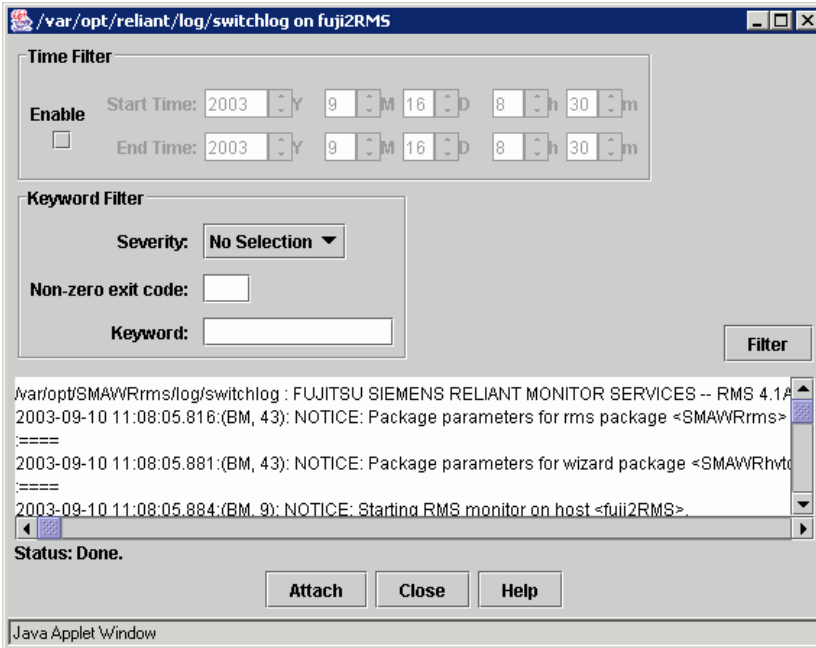 /var/opt/reliant/log/switchlog on fuji2RMS
Time Filter
Enable
Start Time: 2003 Y 9 M 16 D 8 h 30 m
End Time: 2003 Y 9 M 16 D 8 h 30 m
Keyword Filter
Severity: No Selection
Non-zero exit code:
Keyword:
Filter
/var/opt/SMAWRrms/log/switchlog : FUJITSU SIEMENS RELIANT MONITOR SERVICES -- RMS 4.1A
2003-09-10 11:08:05.816:(BM, 43): NOTICE: Package parameters for rms package <SMAWRrms>
:====
2003-09-10 11:08:05.881:(BM, 43): NOTICE: Package parameters for wizard package <SMAWRhvto
:====
2003-09-10 11:08:05.884:(BM, 9): NOTICE: Starting RMS monitor on host <fuji2RMS>.
Status: Done.
Attach Close Help
Java Applet Window